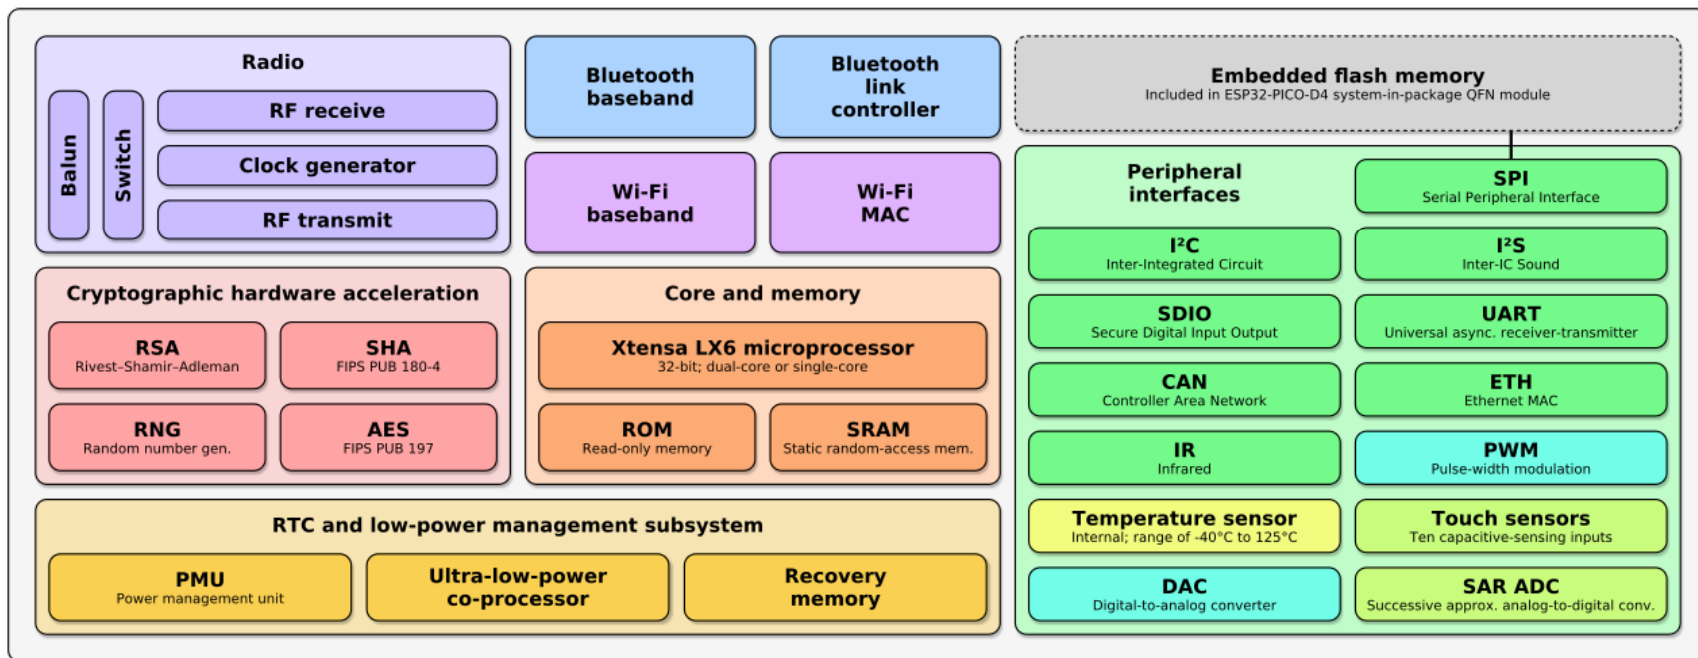 Radio
Balun
Switch
RF receive
Clock generator
RF transmit
Bluetooth
baseband
Bluetooth
link
controller
Wi-Fi
baseband
Wi-Fi
MAC
Embedded flash memory
Included in ESP32-PICO-D4 system-in-package QFN module
Peripheral
interfaces
SPI
Serial Peripheral Interface
I²C
Inter-Integrated Circuit
I²S
Inter-IC Sound
SDIO
Secure Digital Input Output
UART
Universal async. receiver-transmitter
CAN
Controller Area Network
ETH
Ethernet MAC
IR
Infrared
PWM
Pulse-width modulation
Temperature sensor
Internal; range of -40°C to 125°C
Touch sensors
Ten capacitive-sensing inputs
DAC
Digital-to-analog converter
SAR ADC
Successive approx. analog-to-digital conv.
Cryptographic hardware acceleration
RSA
Rivest–Shamir–Adleman
SHA
FIPS PUB 180-4
RNG
Random number gen.
AES
FIPS PUB 197
Core and memory
Xtensa LX6 microprocessor
32-bit; dual-core or single-core
ROM
Read-only memory
SRAM
Static random-access mem.
RTC and low-power management subsystem
PMU
Power management unit
Ultra-low-power
co-processor
Recovery
memory